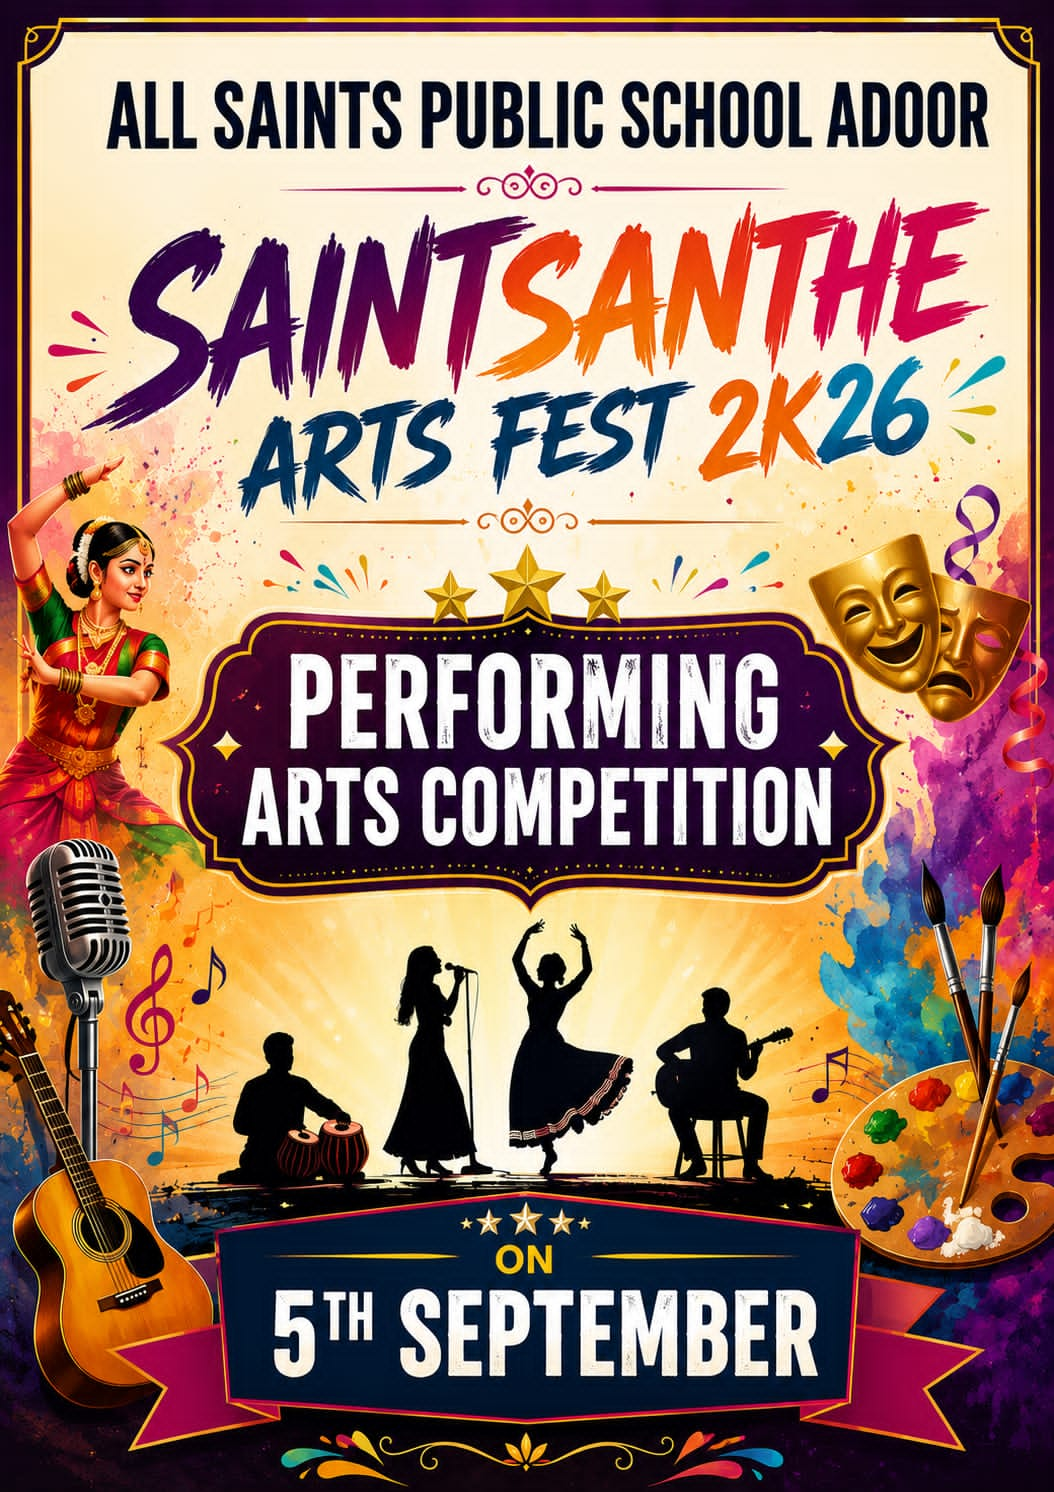 ALL SAINTS PUBLIC SCHOOL ADOOR
SAINTSANTHE
ARTS FEST 2K26
PERFORMING
ARTS COMPETITION
ON
5TH SEPTEMBER